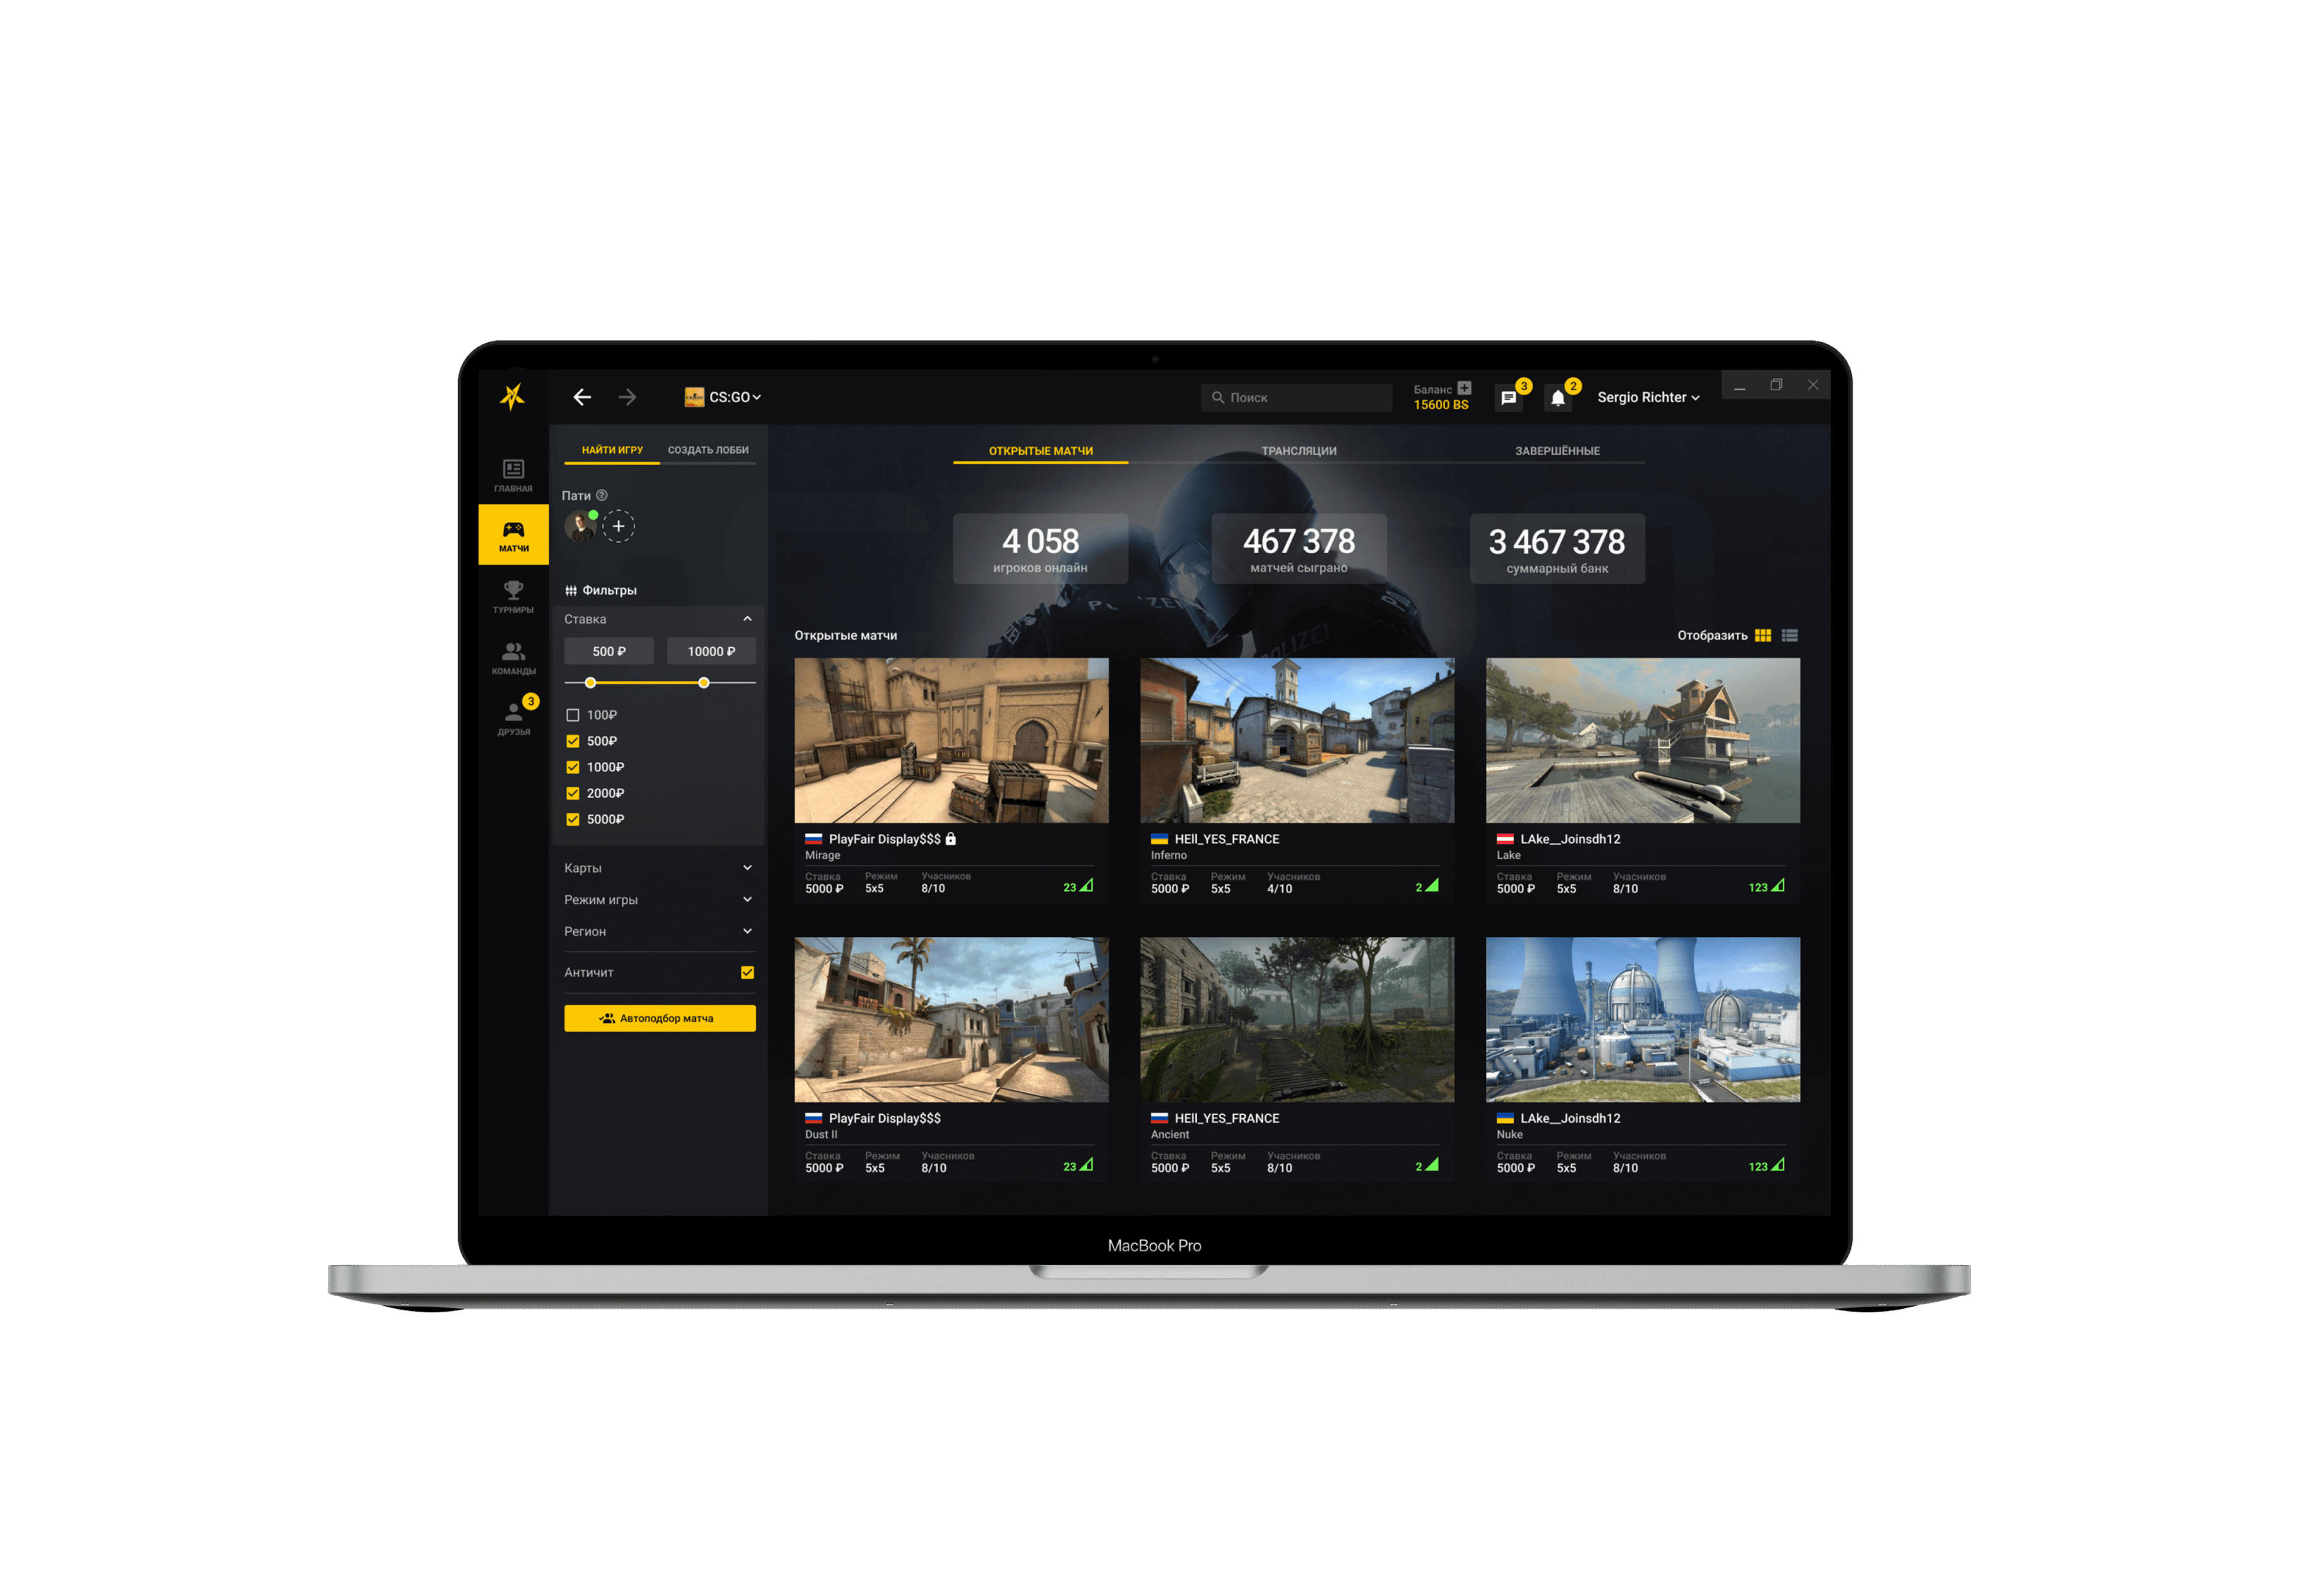 CS:GO
Поиск
Баланс
15600 BS
3
2
Sergio Richter
ГЛАВНАЯ
МАТЧИ
ТУРНИРЫ
КОМАНДЫ
3
ДРУЗЬЯ
НАЙТИ ИГРУ СОЗДАТЬ ЛОББИ
Пати ?
Фильтры
Ставка
500 ₽ 10000 ₽
100₽
500₽
1000₽
2000₽
5000₽
Карты
Режим игры
Регион
Античит
Автоподбор матча
ОТКРЫТЫЕ МАТЧИ ТРАНСЛЯЦИИ ЗАВЕРШЁННЫЕ
4 058 467 378 3 467 378
игроков онлайн матчей сыграно суммарный банк
Открытые матчи Отобразить
PlayFair Display$$$
Mirage
Ставка Режим Учасников
5000 ₽ 5x5 8/10 23
HEll_YES_FRANCE
Inferno
Ставка Режим Учасников
5000 ₽ 5x5 4/10 2
LAke__Joinsdh12
Lake
Ставка Режим Учасников
5000 ₽ 5x5 8/10 123
PlayFair Display$$$
Dust II
Ставка Режим Учасников
5000 ₽ 5x5 8/10 23
HEll_YES_FRANCE
Ancient
Ставка Режим Учасников
5000 ₽ 5x5 8/10 2
LAke__Joinsdh12
Nuke
Ставка Режим Учасников
5000 ₽ 5x5 8/10 123
MacBook Pro